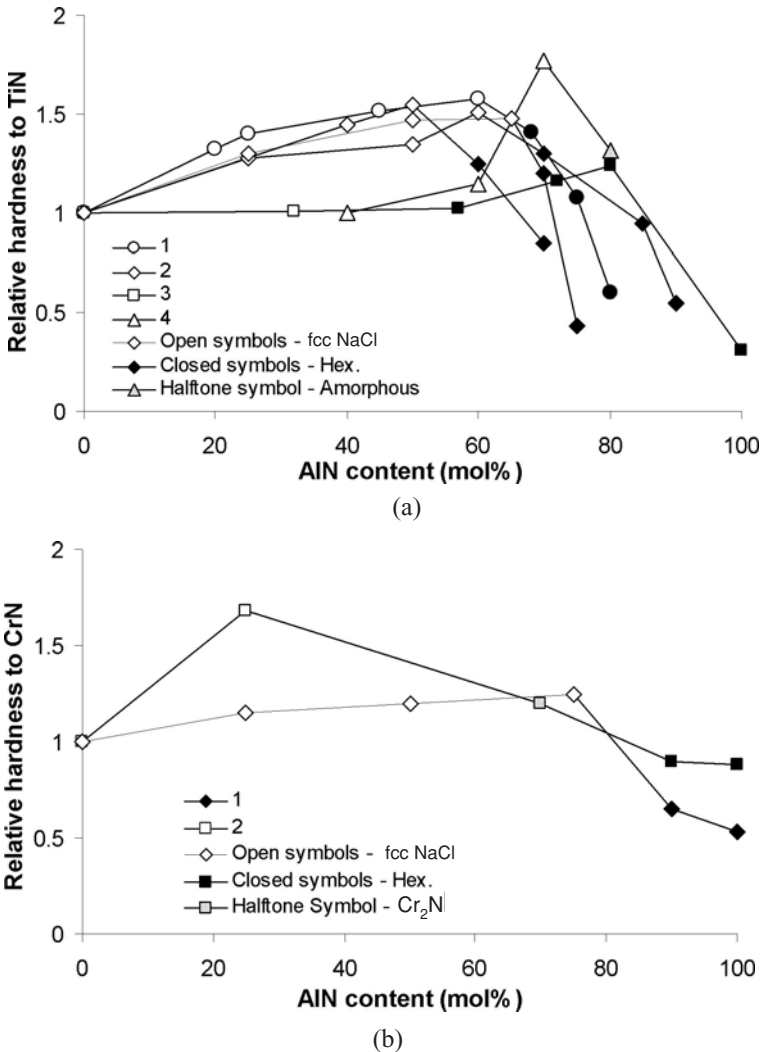 2
1.5
1
0.5
0
Relative hardness to TiN
1
2
3
4
Open symbols - fcc NaCl
Closed symbols - Hex.
Halftone symbol - Amorphous
0 20 40 60 80 100
AlN content (mol%)
(a)
2
1.5
1
0.5
0
Relative hardness to CrN
1
2
Open symbols - fcc NaCl
Closed symbols - Hex.
Halftone Symbol - Cr₂N
0 20 40 60 80 100
AlN content (mol%)
(b)